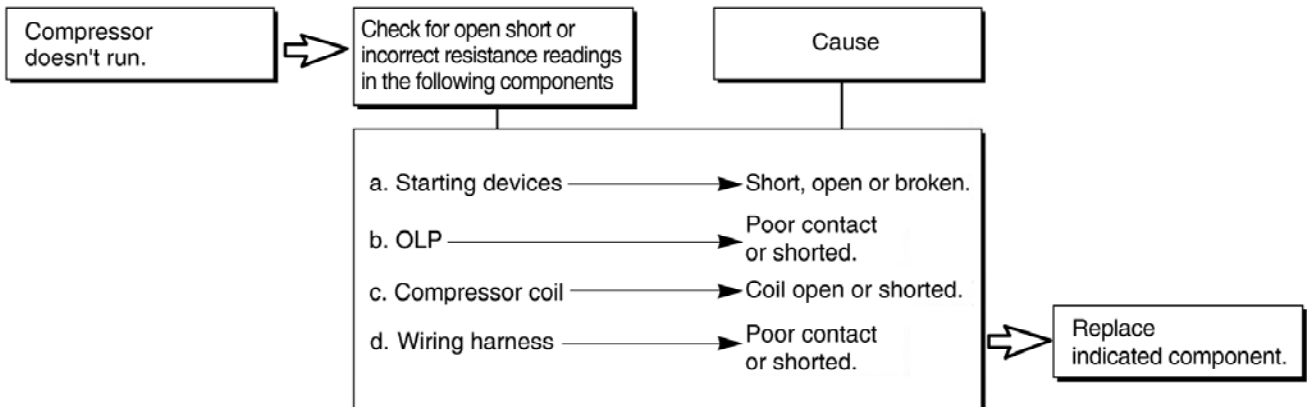 Compressor
doesn't run.
Check for open short or
incorrect resistance readings
in the following components
Cause
a. Starting devices
Short, open or broken.
b. OLP
Poor contact
or shorted.
c. Compressor coil
Coil open or shorted.
d. Wiring harness
Poor contact
or shorted.
Replace
indicated component.